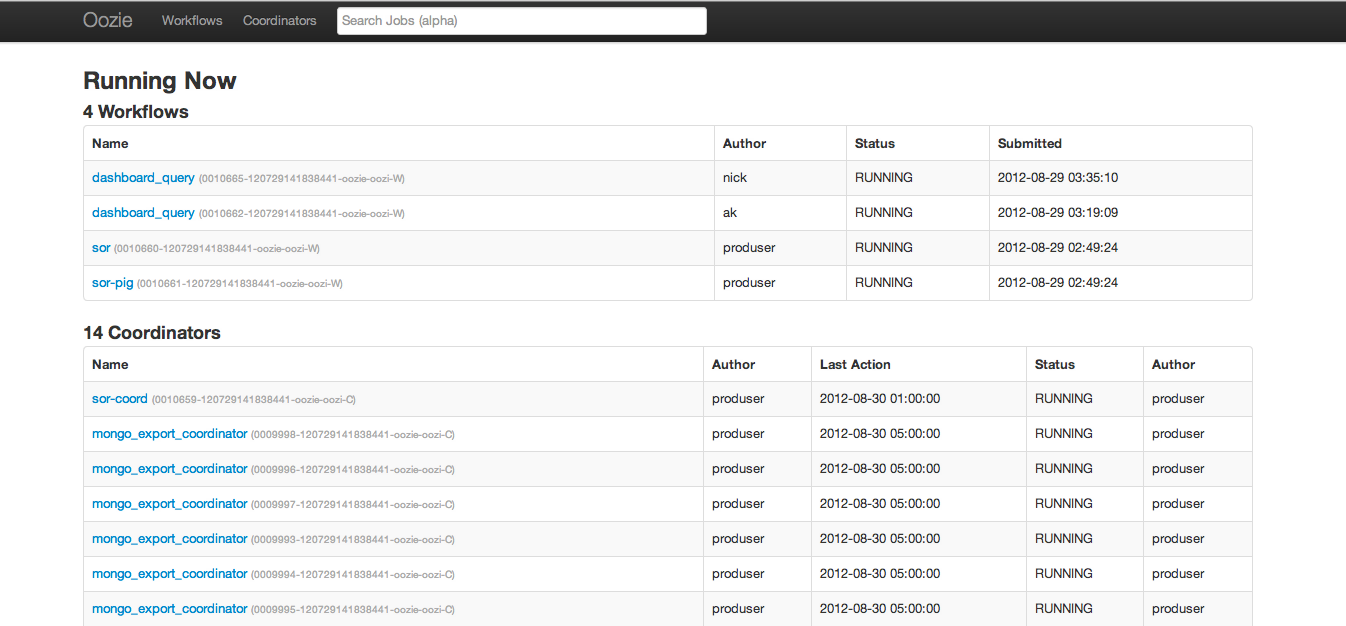 Oozie Workflows Coordinators Search Jobs (alpha)
Running Now
4 Workflows
Name Author Status Submitted
dashboard_query (0010665-120729141838441-oozie-oozi-W) nick RUNNING 2012-08-29 03:35:10
dashboard_query (0010662-120729141838441-oozie-oozi-W) ak RUNNING 2012-08-29 03:19:09
sor (0010660-120729141838441-oozie-oozi-W) produser RUNNING 2012-08-29 02:49:24
sor-pig (0010661-120729141838441-oozie-oozi-W) produser RUNNING 2012-08-29 02:49:24
14 Coordinators
Name Author Last Action Status Author
sor-coord (0010659-120729141838441-oozie-oozi-C) produser 2012-08-30 01:00:00 RUNNING produser
mongo_export_coordinator (0009998-120729141838441-oozie-oozi-C) produser 2012-08-30 05:00:00 RUNNING produser
mongo_export_coordinator (0009996-120729141838441-oozie-oozi-C) produser 2012-08-30 05:00:00 RUNNING produser
mongo_export_coordinator (0009997-120729141838441-oozie-oozi-C) produser 2012-08-30 05:00:00 RUNNING produser
mongo_export_coordinator (0009993-120729141838441-oozie-oozi-C) produser 2012-08-30 05:00:00 RUNNING produser
mongo_export_coordinator (0009994-120729141838441-oozie-oozi-C) produser 2012-08-30 05:00:00 RUNNING produser
mongo_export_coordinator (0009995-120729141838441-oozie-oozi-C) produser 2012-08-30 05:00:00 RUNNING produser